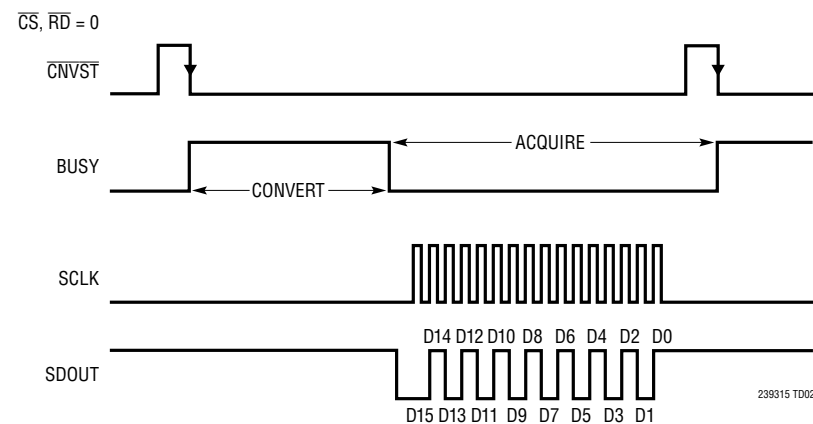 CS, RD = 0
CNVST
ACQUIRE
BUSY
CONVERT
SCLK
D14 D12 D10 D8 D6 D4 D2 D0
SDOUT
239315 TD02
D15 D13 D11 D9 D7 D5 D3 D1